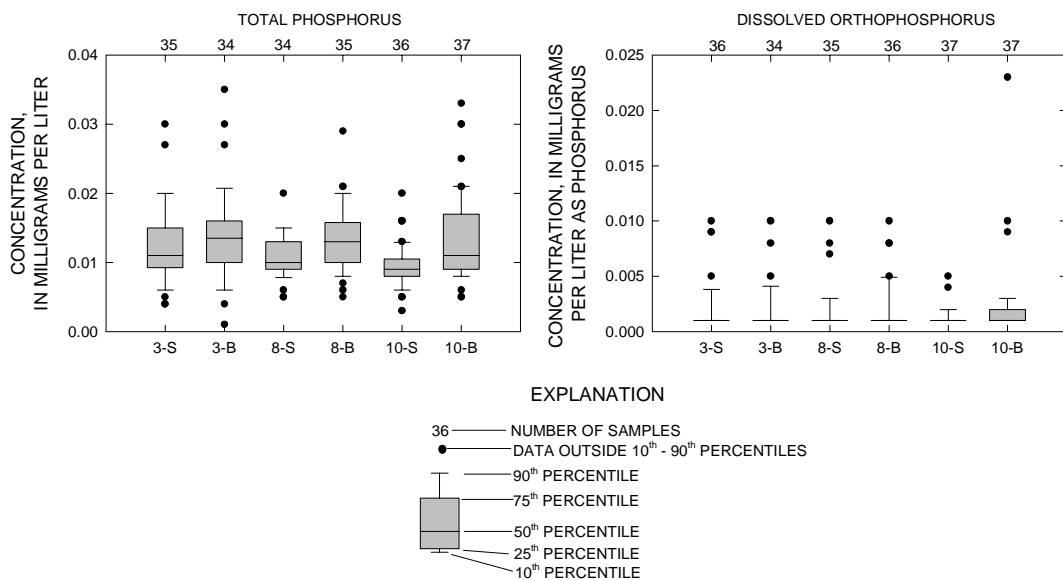 TOTAL PHOSPHORUS
35 34 34 35 36 37
CONCENTRATION,
IN MILLIGRAMS PER LITER
0.04
0.03
0.02
0.01
0.00
3-S 3-B 8-S 8-B 10-S 10-B
DISSOLVED ORTHOPHOSPHORUS
36 34 35 36 37 37
CONCENTRATION, IN MILLIGRAMS
PER LITER AS PHOSPHORUS
0.025
0.020
0.015
0.010
0.005
0.000
3-S 3-B 8-S 8-B 10-S 10-B
EXPLANATION
36 NUMBER OF SAMPLES
DATA OUTSIDE 10th - 90th PERCENTILES
90th PERCENTILE
75th PERCENTILE
50th PERCENTILE
25th PERCENTILE
10th PERCENTILE